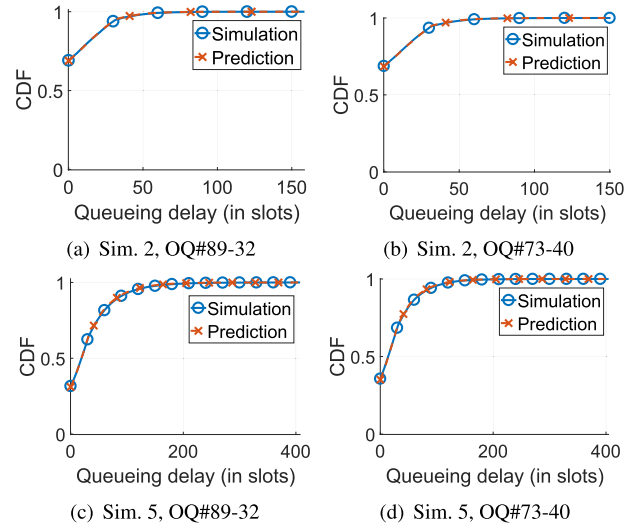 1
0.5
0
CDF
Simulation
Prediction
0 50 100 150
Queueing delay (in slots)
(a) Sim. 2, OQ#89-32
1
0.5
0
CDF
Simulation
Prediction
0 50 100 150
Queueing delay (in slots)
(b) Sim. 2, OQ#73-40
1
0.5
0
CDF
Simulation
Prediction
0 200 400
Queueing delay (in slots)
(c) Sim. 5, OQ#89-32
1
0.5
0
CDF
Simulation
Prediction
0 200 400
Queueing delay (in slots)
(d) Sim. 5, OQ#73-40